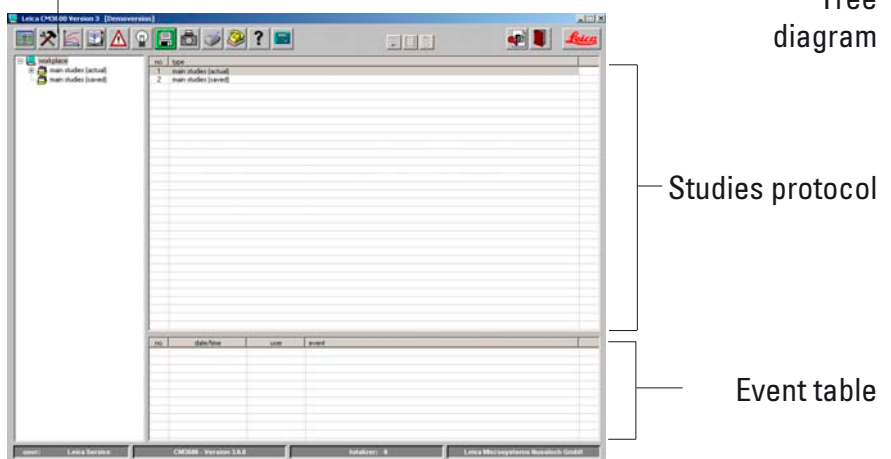 Tree
diagram
Leica CM3600 Version 3 [Demoversion]
?
Leica
workplace
main studies (actual)
main studies (saved)
no. type
1 main studies (actual)
2 main studies (saved)
Studies protocol
no. date/time user event
Event table
user: Leica Service
CM3600 - Version 3.6.0
totalizer: 0
Leica Microsystems Nussloch GmbH